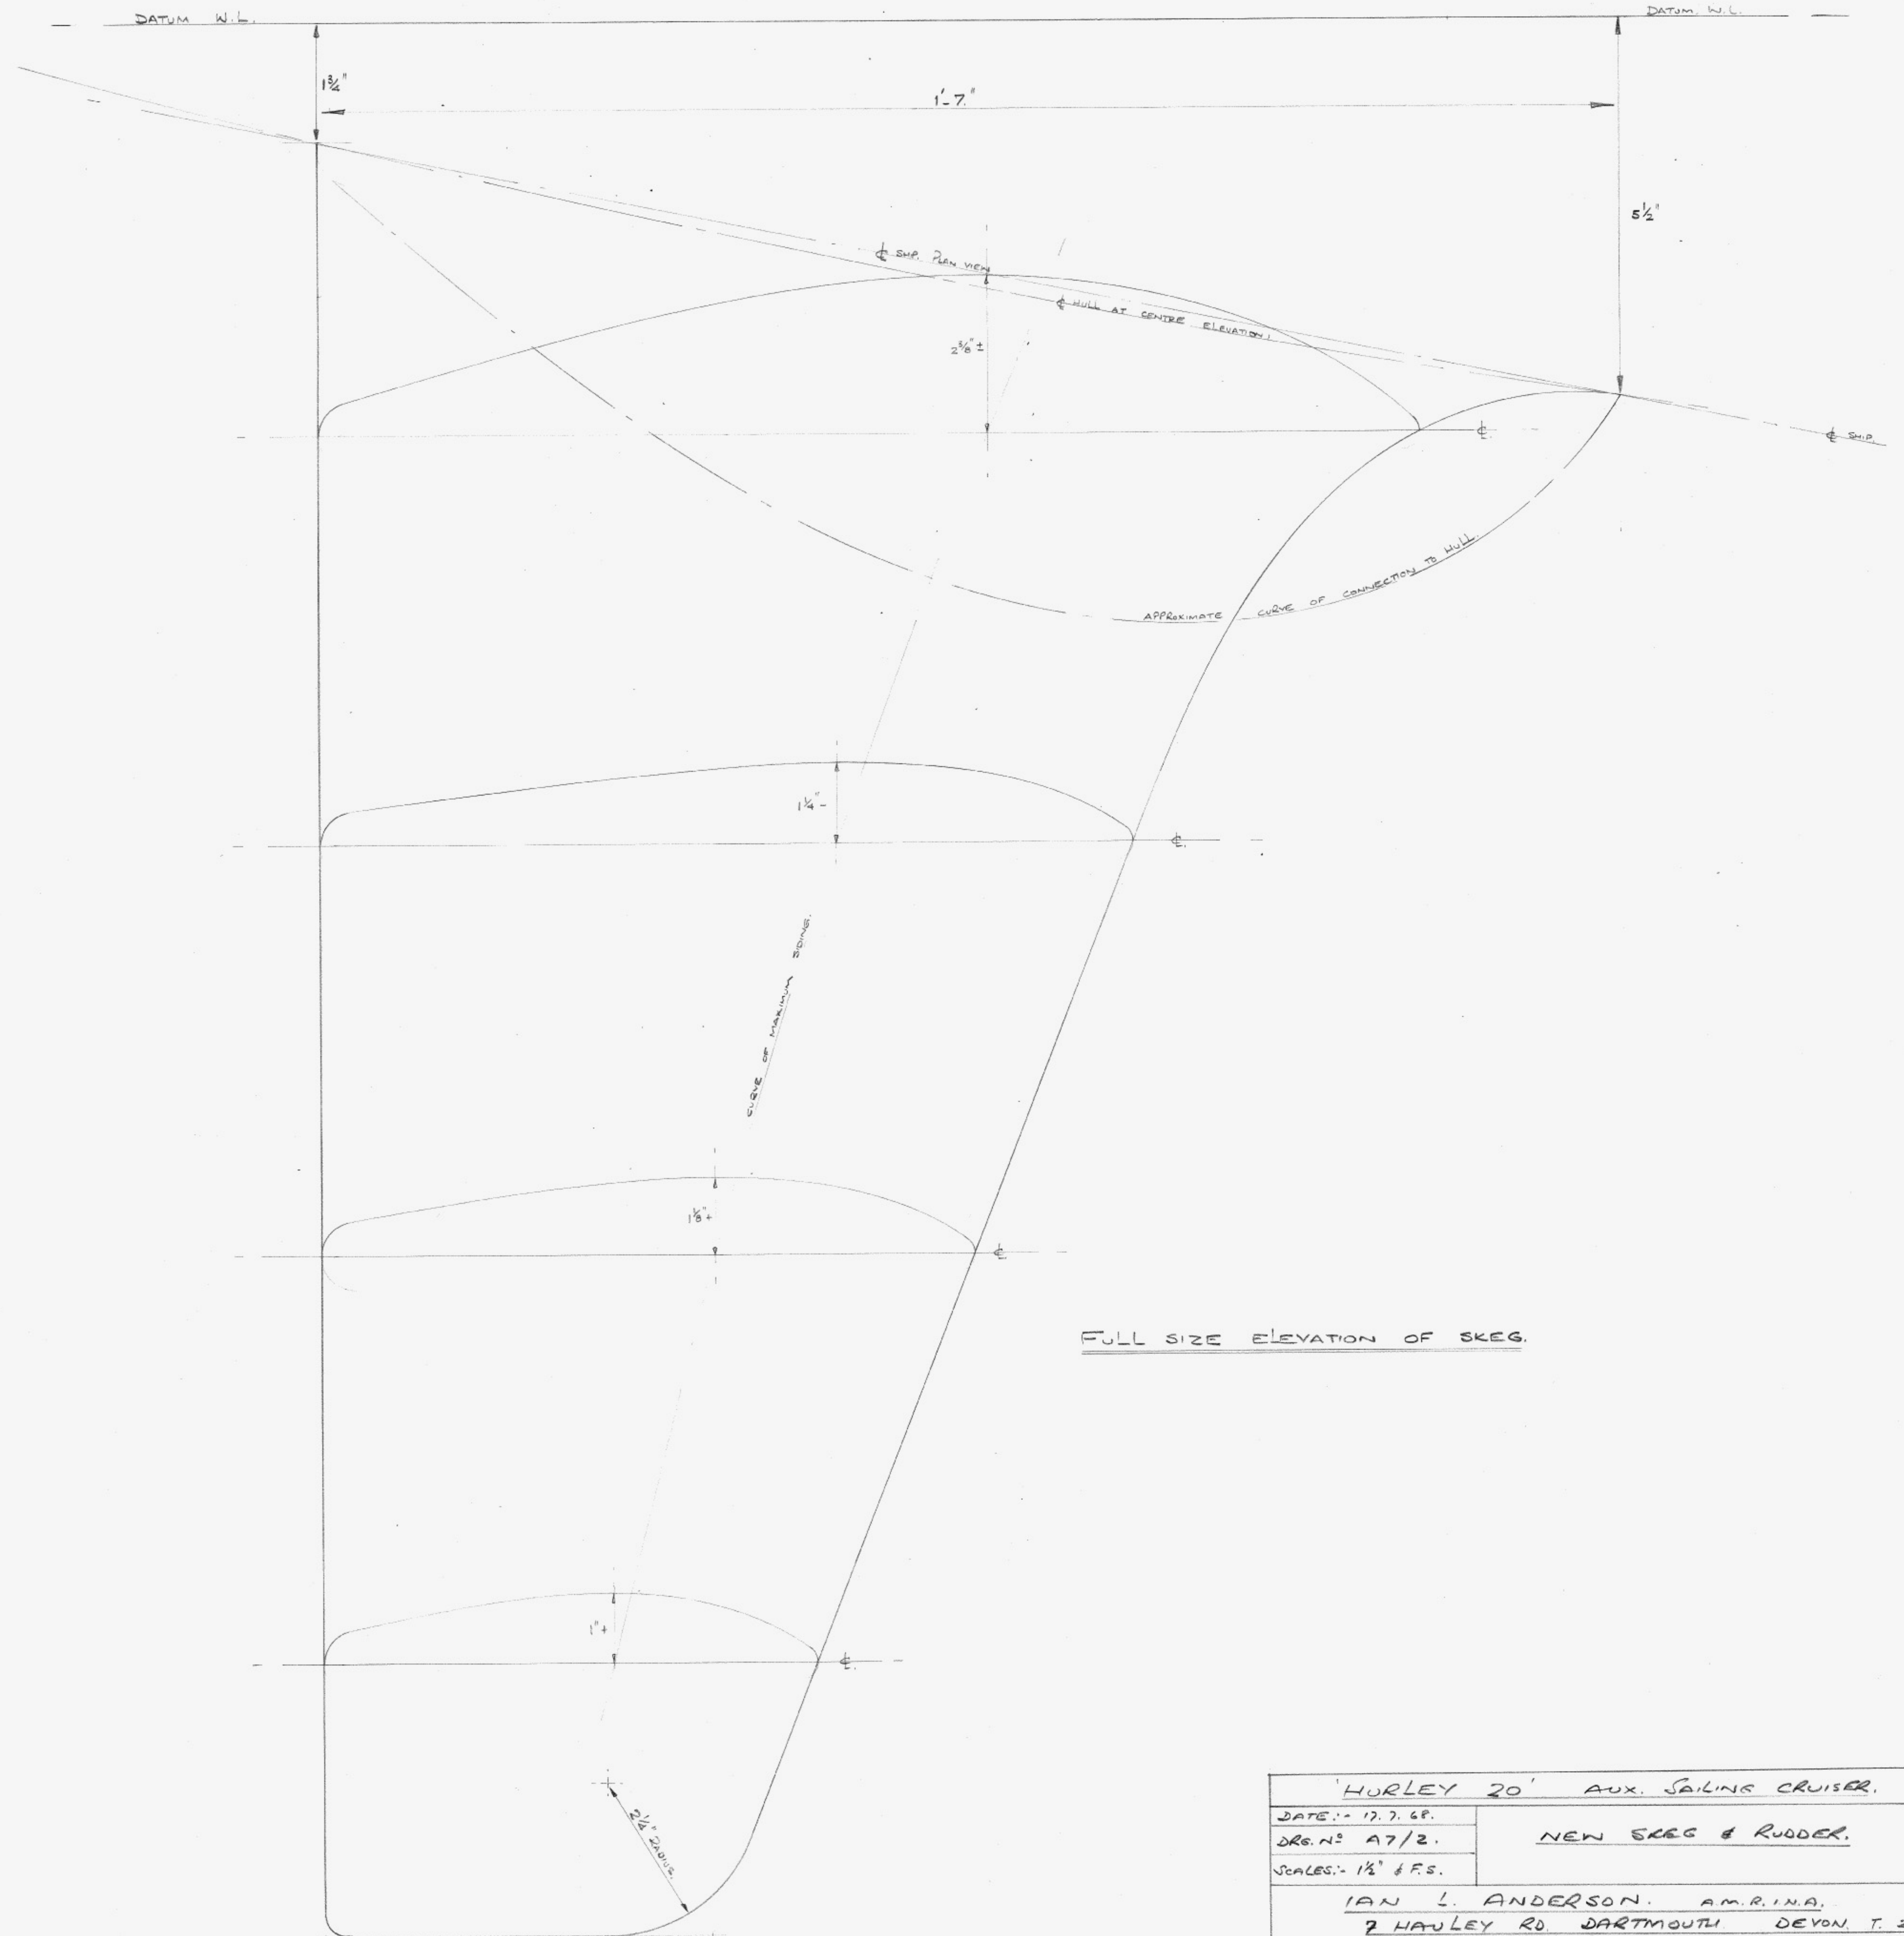 DATUM W.L.
DATUM. W.L.
1¾"
1'-7"
5½"
℄ SHIP. PLAN VIEW
℄ HULL AT CENTRE ELEVATION.
2⅜" ±
℄
℄ SHIP.
APPROXIMATE CURVE OF CONNECTION TO HULL.
1¼" -
℄.
CURVE OF MAXIMUM SIDING.
1⅛" +
℄
FULL SIZE ELEVATION OF SKEG.
1" +
℄.
2¼" RADIUS.
'HURLEY 20' AUX. SAILING CRUISER.
DATE:- 17.7.68.
DRG. Nº A7/2.
NEW SKEG & RUDDER.
SCALES:- 1½" & F.S.
IAN L. ANDERSON. A.M.R.I.N.A.
7 HAULEY RD. DARTMOUTH. DEVON. T.